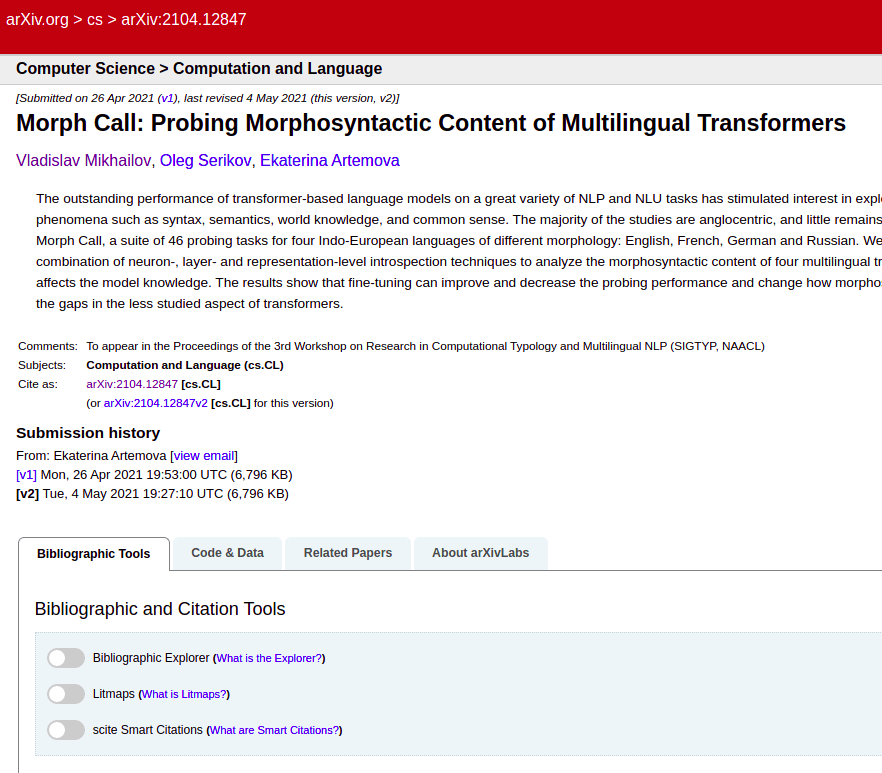 arXiv.org > cs > arXiv:2104.12847
Computer Science > Computation and Language
[Submitted on 26 Apr 2021 (v1), last revised 4 May 2021 (this version, v2)]
Morph Call: Probing Morphosyntactic Content of Multilingual Transformers
Vladislav Mikhailov, Oleg Serikov, Ekaterina Artemova
The outstanding performance of transformer-based language models on a great variety of NLP and NLU tasks has stimulated interest in
phenomena such as syntax, semantics, world knowledge, and common sense. The majority of the studies are anglocentric, and little remains
Morph Call, a suite of 46 probing tasks for four Indo-European languages of different morphology: English, French, German and Russian. We
combination of neuron-, layer- and representation-level introspection techniques to analyze the morphosyntactic content of four multilingual
affects the model knowledge. The results show that fine-tuning can improve and decrease the probing performance and change how
the gaps in the less studied aspect of transformers.
Comments: To appear in the Proceedings of the 3rd Workshop on Research in Computational Typology and Multilingual NLP (SIGTYP, NAACL)
Subjects: Computation and Language (cs.CL)
Cite as: arXiv:2104.12847 [cs.CL]
(or arXiv:2104.12847v2 [cs.CL] for this version)
Submission history
From: Ekaterina Artemova [view email]
[v1] Mon, 26 Apr 2021 19:53:00 UTC (6,796 KB)
[v2] Tue, 4 May 2021 19:27:10 UTC (6,796 KB)
Bibliographic Tools Code & Data Related Papers About arXivLabs
Bibliographic and Citation Tools
Bibliographic Explorer (What is the Explorer?)
Litmaps (What is Litmaps?)
scite Smart Citations (What are Smart Citations?)